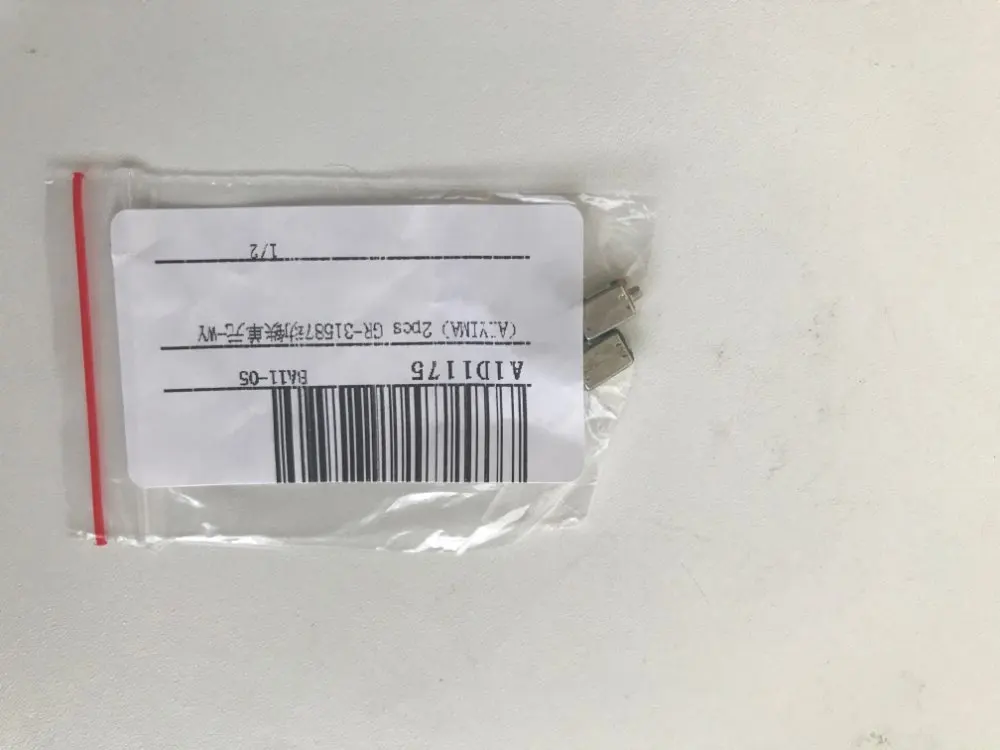 A1D1175 BA11-05
(AIYIMA) 2pcs GR-31587动铁单元-WY
1/2